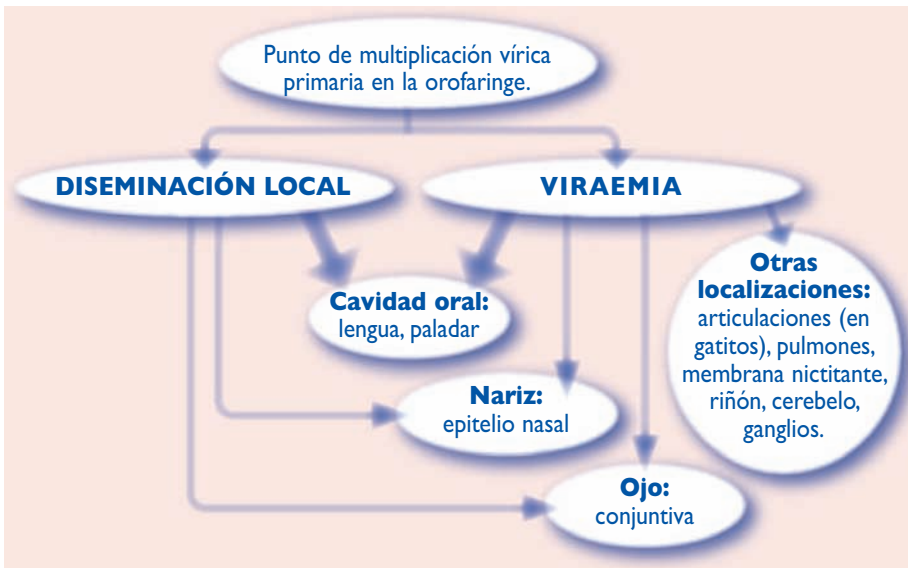 Punto de multiplicación vírica
primaria en la orofaringe.
DISEMINACIÓN LOCAL
VIRAEMIA
Cavidad oral:
lengua, paladar
Otras
localizaciones:
articulaciones (en
gatitos), pulmones,
membrana nictitante,
riñón, cerebelo,
ganglios.
Nariz:
epitelio nasal
Ojo:
conjuntiva